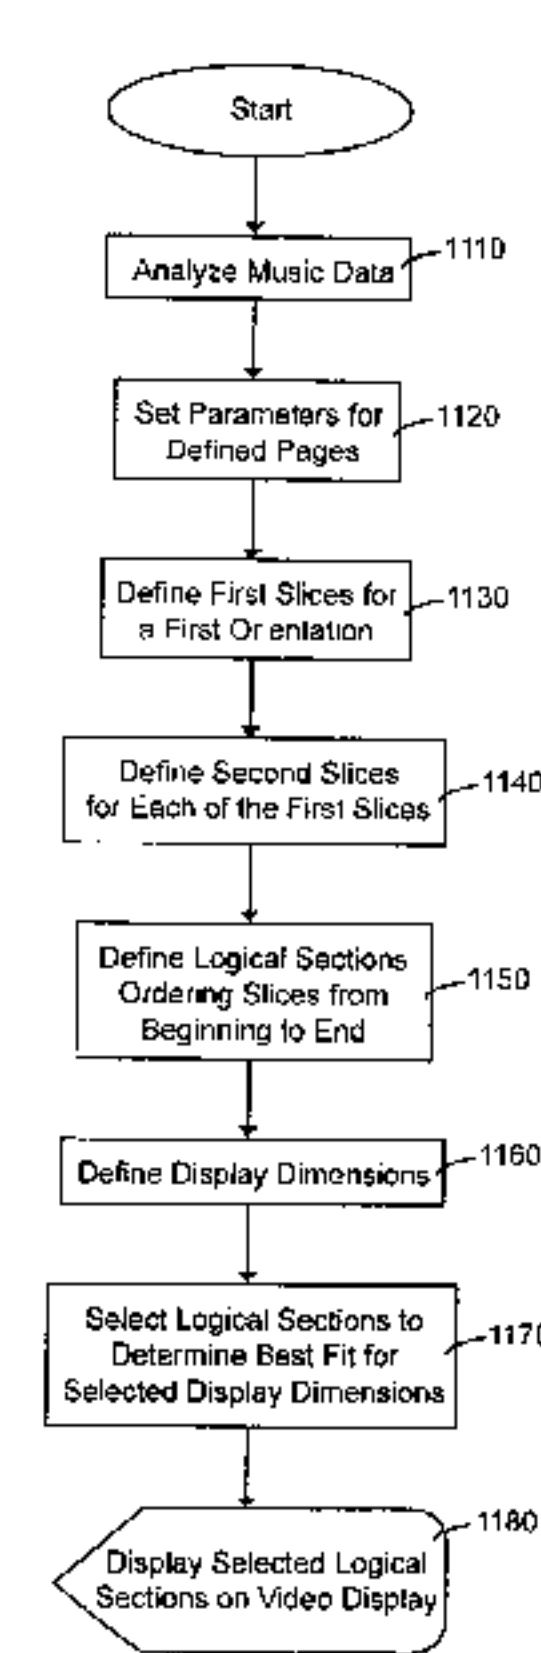 Start
Analyze Music Data
1110
Set Parameters for
Defined Pages
1120
Define First Slices for
a First Orientation
1130
Define Second Slices
for Each of the First Slices
1140
Define Logical Sections
Ordering Slices from
Beginning to End
1150
Define Display Dimensions
1160
Select Logical Sections to
Determine Best Fit for
Selected Display Dimensions
1170
Display Selected Logical
Sections on Video Display
1180